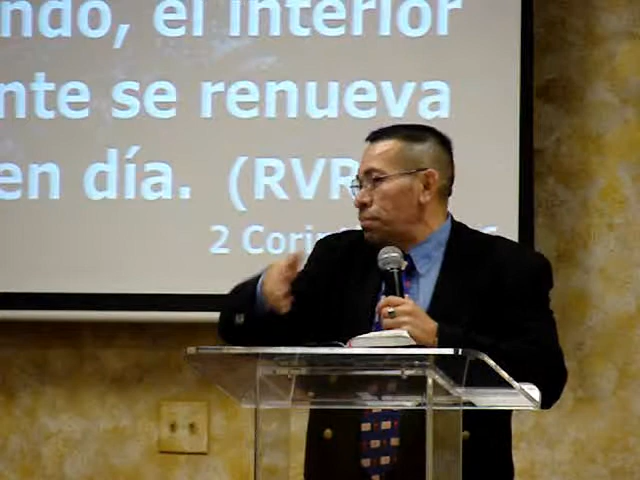 ndo, el interior
nte se renueva
en día. (RVR
2 Cori